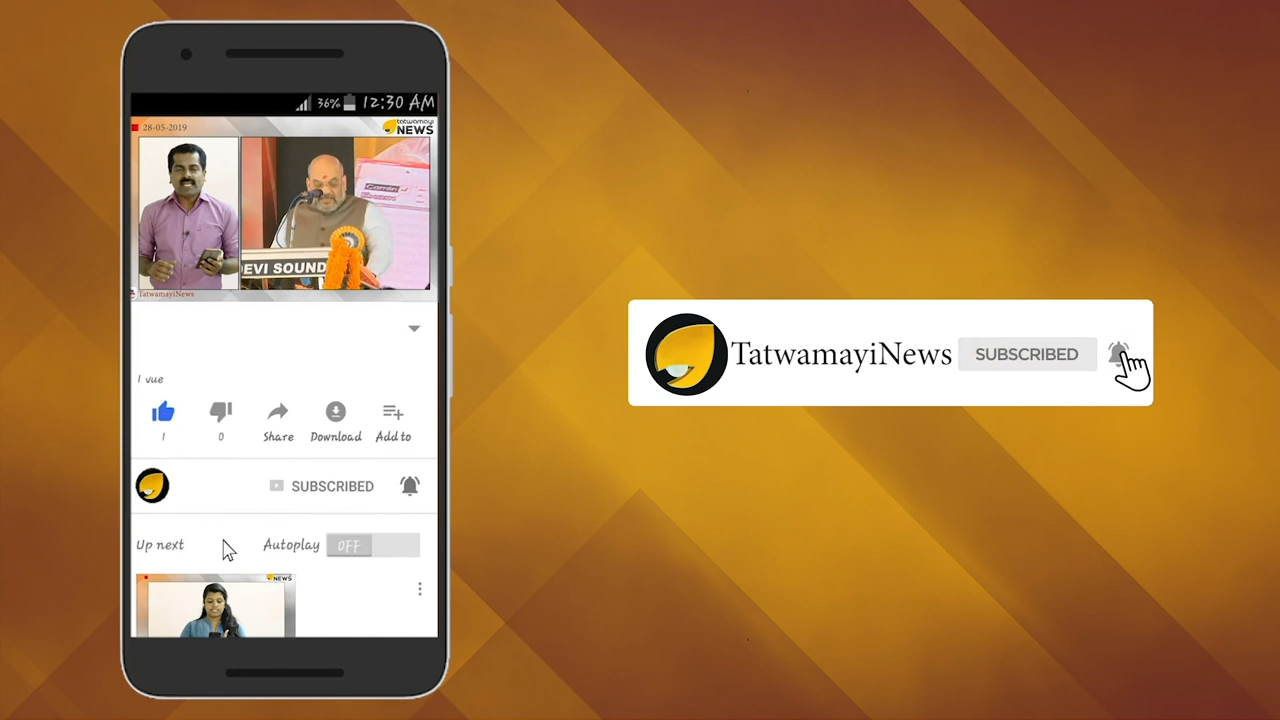 36% 12:30 AM
28-05-2019
tatwamayi
NEWS
DEVI SOUND
TatwamayiNews
1 vue
1
0
Share
Download
Add to
SUBSCRIBED
Up next
Autoplay
OFF
NEWS
TatwamayiNews
SUBSCRIBED